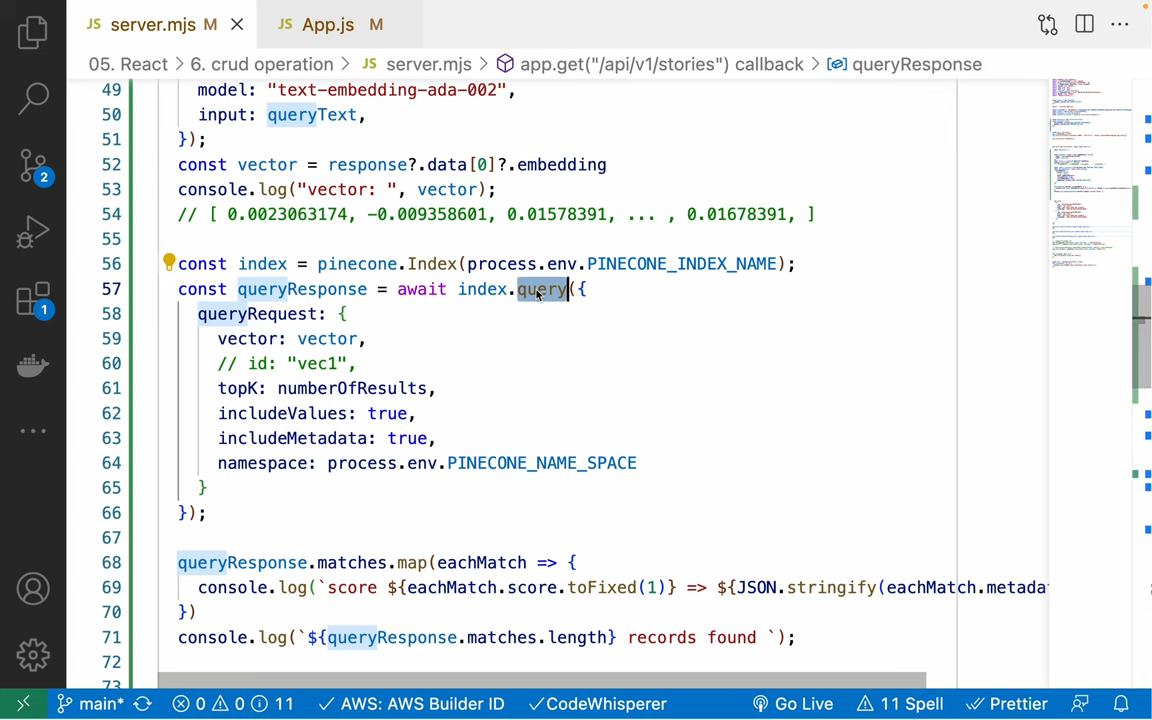 JS server.mjs M JS App.js M
05. React > 6. crud operation > JS server.mjs > app.get("/api/v1/stories") callback > queryResponse
49 model: "text-embedding-ada-002",
50 input: queryText,
51 });
52 const vector = response?.data[0]?.embedding
53 console.log("vector: ", vector);
54 // [ 0.0023063174, -0.009358601, 0.01578391, ... , 0.01678391, ]
55
56 const index = pinecone.Index(process.env.PINECONE_INDEX_NAME);
57 const queryResponse = await index.query({
58 queryRequest: {
59 vector: vector,
60 // id: "vec1",
61 topK: numberOfResults,
62 includeValues: true,
63 includeMetadata: true,
64 namespace: process.env.PINECONE_NAME_SPACE
65 }
66 });
67
68 queryResponse.matches.map(eachMatch => {
69 console.log(`score ${eachMatch.score.toFixed(1)} => ${JSON.stringify(eachMatch.metada
70 })
71 console.log(`${queryResponse.matches.length} records found `);
72
73
2
1
main* 0 0 11 AWS: AWS Builder ID CodeWhisperer Go Live 11 Spell Prettier